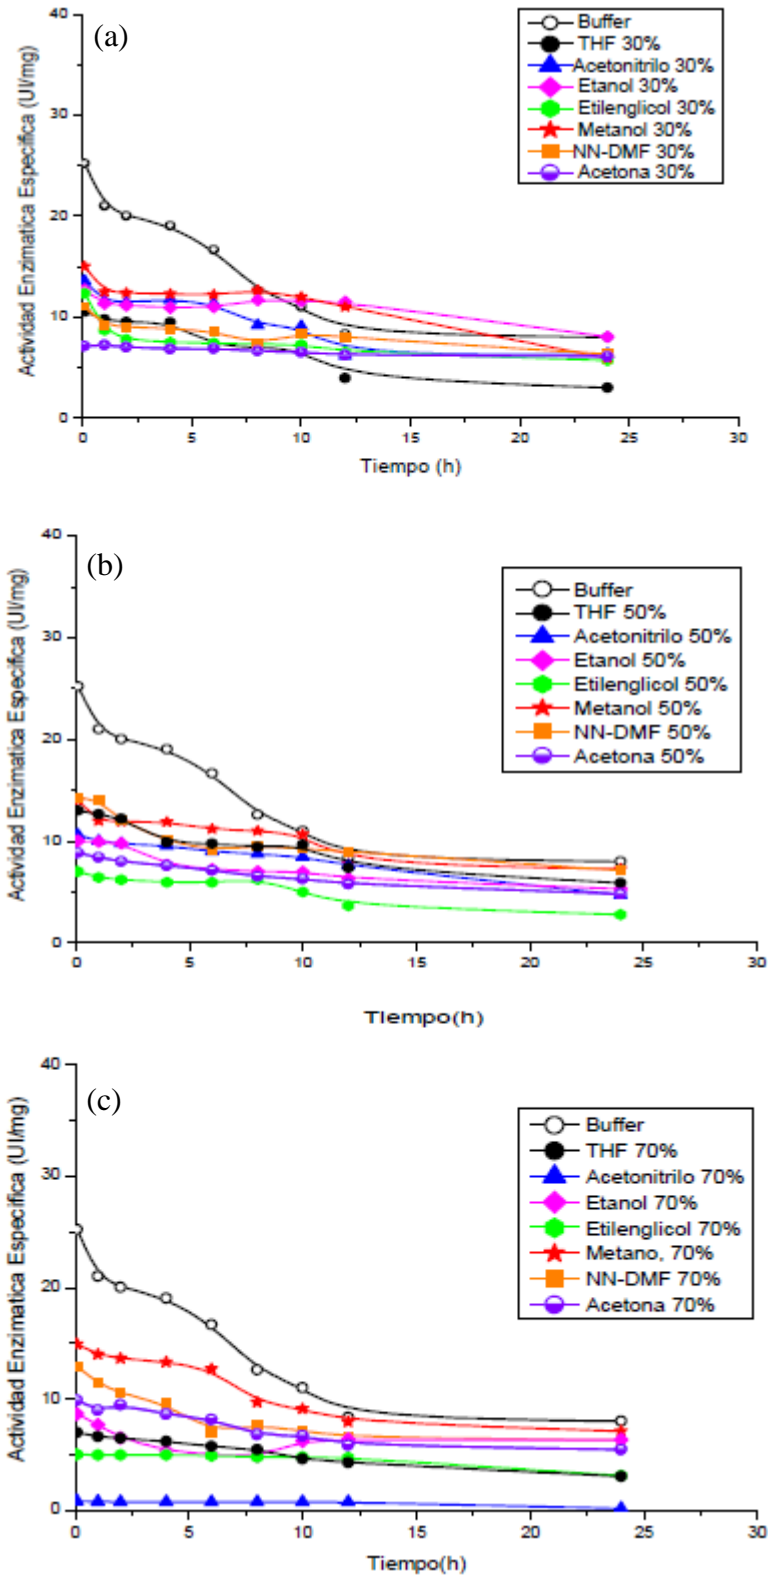 (a)
Buffer
THF 30%
Acetonitrilo 30%
Etanol 30%
Etilenglicol 30%
Metanol 30%
NN-DMF 30%
Acetona 30%
Actividad Enzimatica Especifica (UI/mg)
40
30
20
10
0
0 5 10 15 20 25 30
Tiempo (h)
(b)
Buffer
THF 50%
Acetonitrilo 50%
Etanol 50%
Etilenglicol 50%
Metanol 50%
NN-DMF 50%
Acetona 50%
Actividad Enzimatica Especifica (UI/mg)
40
30
20
10
0
0 5 10 15 20 25 30
Tiempo(h)
(c)
Buffer
THF 70%
Acetonitrilo 70%
Etanol 70%
Etilenglicol 70%
Metano, 70%
NN-DMF 70%
Acetona 70%
Actividad Enzimatica Especifica (UI/mg)
40
30
20
10
0
0 5 10 15 20 25 30
Tiempo(h)